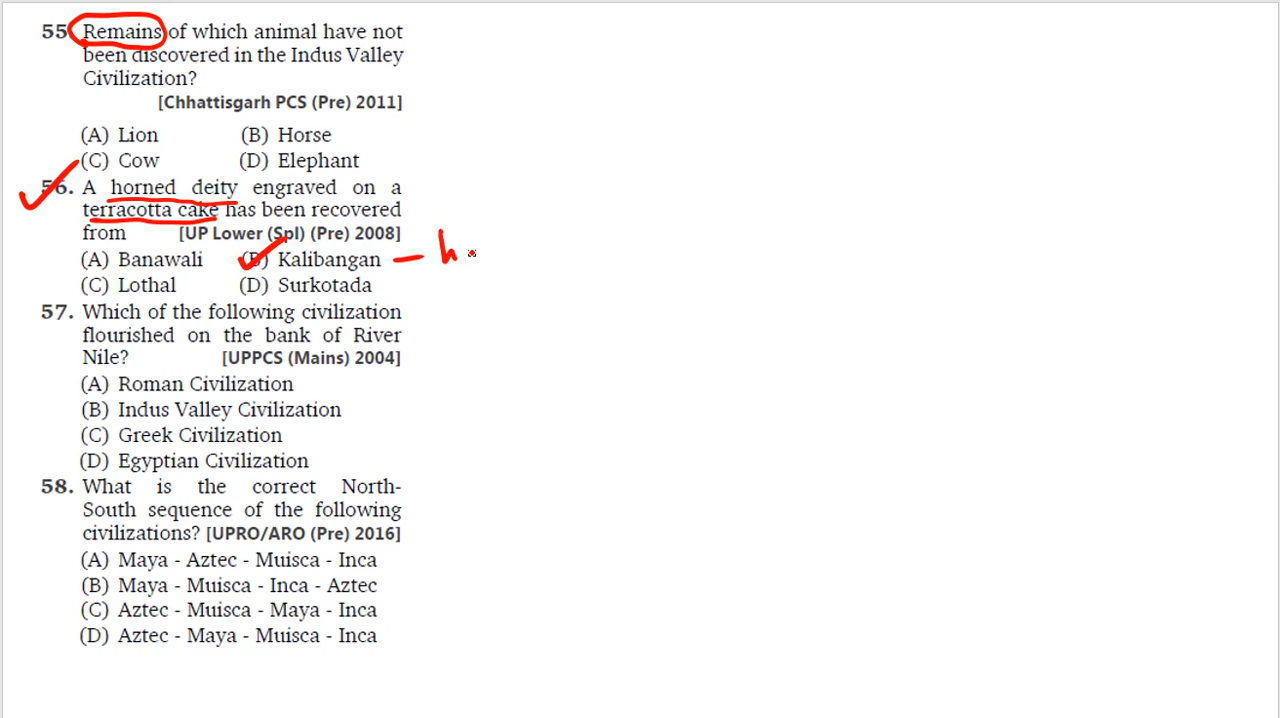 55. Remains of which animal have not
been discovered in the Indus Valley
Civilization?
[Chhattisgarh PCS (Pre) 2011]
(A) Lion (B) Horse
(C) Cow (D) Elephant
56. A horned deity engraved on a
terracotta cake has been recovered
from [UP Lower (Spl) (Pre) 2008]
(A) Banawali (B) Kalibangan — h
(C) Lothal (D) Surkotada
57. Which of the following civilization
flourished on the bank of River
Nile? [UPPCS (Mains) 2004]
(A) Roman Civilization
(B) Indus Valley Civilization
(C) Greek Civilization
(D) Egyptian Civilization
58. What is the correct North-
South sequence of the following
civilizations? [UPRO/ARO (Pre) 2016]
(A) Maya - Aztec - Muisca - Inca
(B) Maya - Muisca - Inca - Aztec
(C) Aztec - Muisca - Maya - Inca
(D) Aztec - Maya - Muisca - Inca